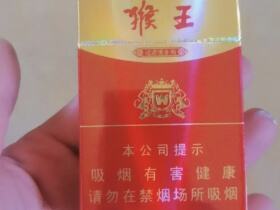 猴王
本公司提示
吸烟有害健康
请勿在禁烟场所吸烟